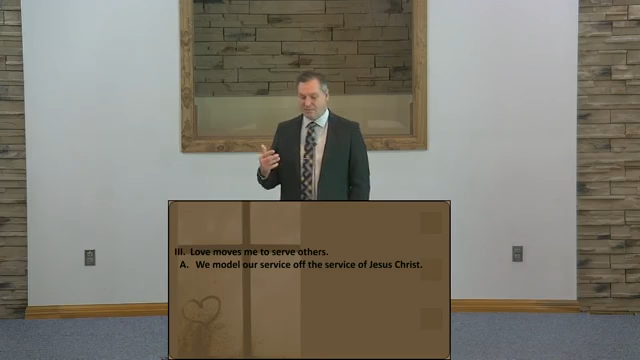 III. Love moves me to serve others.
A. We model our service off the service of Jesus Christ.